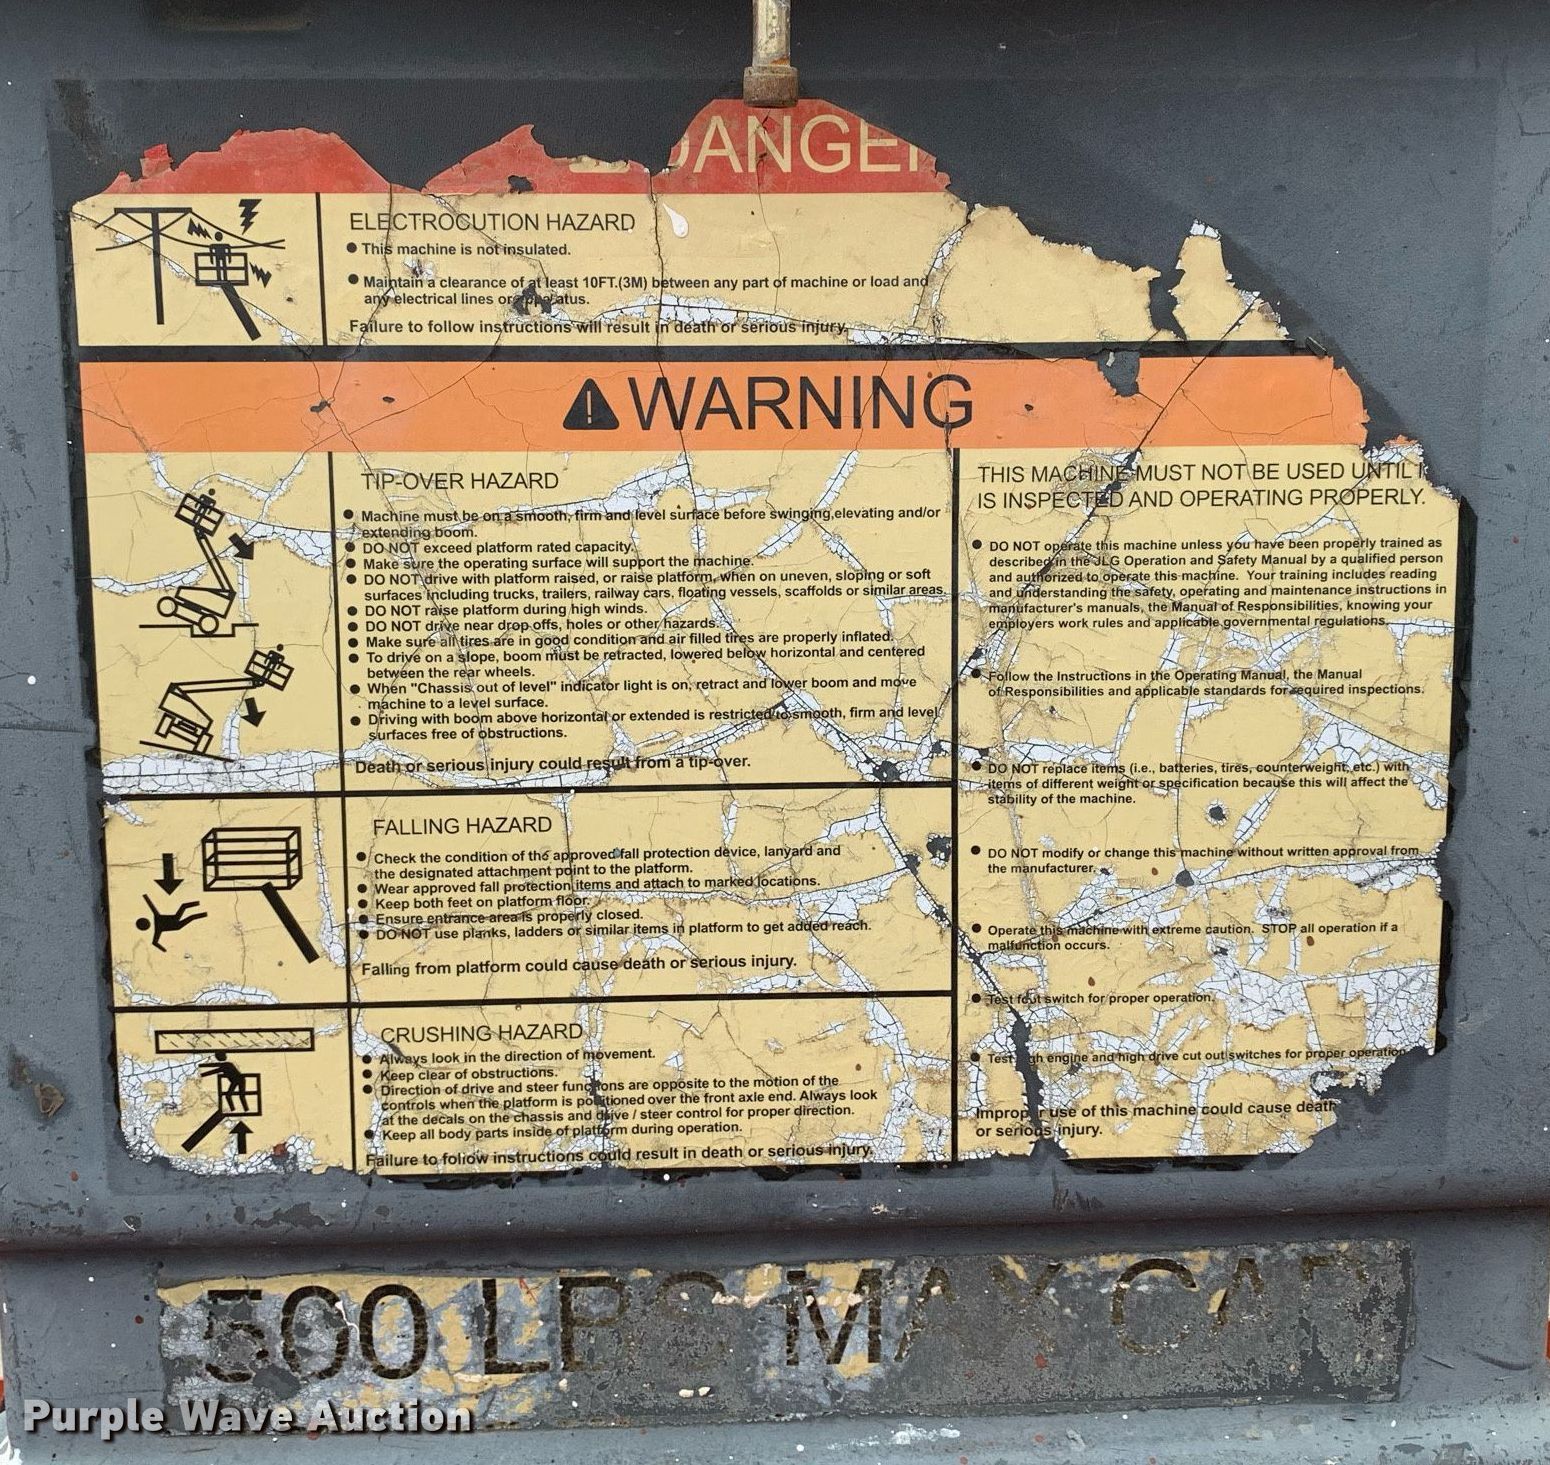 DANGER
ELECTROCUTION HAZARD
● This machine is not insulated.
● Maintain a clearance of at least 10FT.(3M) between any part of machine or load and
any electrical lines or apparatus.
Failure to follow instructions will result in death or serious injury.
WARNING
TIP-OVER HAZARD
● Machine must be on a smooth, firm and level surface before swinging,elevating and/or
extending boom.
● DO NOT exceed platform rated capacity.
● Make sure the operating surface will support the machine.
● DO NOT drive with platform raised, or raise platform, when on uneven, sloping or soft
surfaces including trucks, trailers, railway cars, floating vessels, scaffolds or similar areas.
● DO NOT raise platform during high winds.
● DO NOT drive near drop offs, holes or other hazards.
● Make sure all tires are in good condition and air filled tires are properly inflated.
● To drive on a slope, boom must be retracted, lowered below horizontal and centered
between the rear wheels.
● When "Chassis out of level" indicator light is on, retract and lower boom and move
machine to a level surface.
● Driving with boom above horizontal or extended is restricted to smooth, firm and level
surfaces free of obstructions.
Death or serious injury could result from a tip-over.
FALLING HAZARD
● Check the condition of the approved fall protection device, lanyard and
the designated attachment point to the platform.
● Wear approved fall protection items and attach to marked locations.
● Keep both feet on platform floor.
● Ensure entrance area is properly closed.
● DO NOT use planks, ladders or similar items in platform to get added reach.
Falling from platform could cause death or serious injury.
CRUSHING HAZARD
● Always look in the direction of movement.
● Keep clear of obstructions.
● Direction of drive and steer functions are opposite to the motion of the
controls when the platform is positioned over the front axle end. Always look
at the decals on the chassis and drive / steer control for proper direction.
● Keep all body parts inside of platform during operation.
Failure to follow instructions could result in death or serious injury.
THIS MACHINE MUST NOT BE USED UNTIL I
IS INSPECTED AND OPERATING PROPERLY.
● DO NOT operate this machine unless you have been properly trained as
described in the JLG Operation and Safety Manual by a qualified person
and authorized to operate this machine. Your training includes reading
and understanding the safety, operating and maintenance instructions in
manufacturer's manuals, the Manual of Responsibilities, knowing your
employers work rules and applicable governmental regulations.
● Follow the Instructions in the Operating Manual, the Manual
of Responsibilities and applicable standards for required inspections.
● DO NOT replace items (i.e., batteries, tires, counterweight, etc.) with
items of different weight or specification because this will affect the
stability of the machine.
● DO NOT modify or change this machine without written approval from
the manufacturer.
● Operate this machine with extreme caution. STOP all operation if a
malfunction occurs.
● Test foot switch for proper operation.
● Test high engine and high drive cut out switches for proper operation
Improper use of this machine could cause death
or serious injury.
500 LBS MAX CAP
Purple Wave Auction